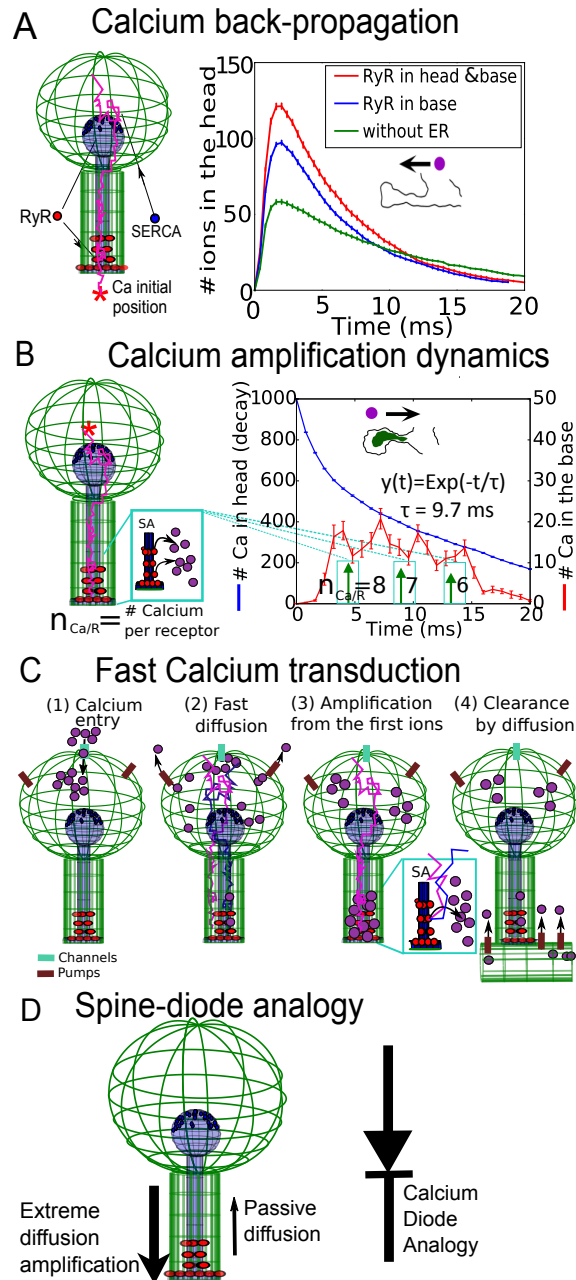 A
Calcium back-propagation
RyR
SERCA
Ca initial
position
# ions in the head
150
100
50
0
0 5 10 15 20
Time (ms)
RyR in head &base
RyR in base
without ER
B
Calcium amplification dynamics
SA
n Ca/R = # Calcium
per receptor
# Ca in head (decay)
1000
800
600
400
200
0
0 5 10 15 20
Time (ms)
γ(t)=Exp(-t/τ)
τ = 9.7 ms
n Ca/R =8 7 6
50
40
30
20
10
0
# Ca in the base
C
Fast Calcium transduction
(1) Calcium
entry
(2) Fast
diffusion
(3) Amplification
from the first ions
(4) Clearance
by diffusion
SA
Channels
Pumps
D
Spine-diode analogy
Extreme
diffusion
amplification
Passive
diffusion
Calcium
Diode
Analogy